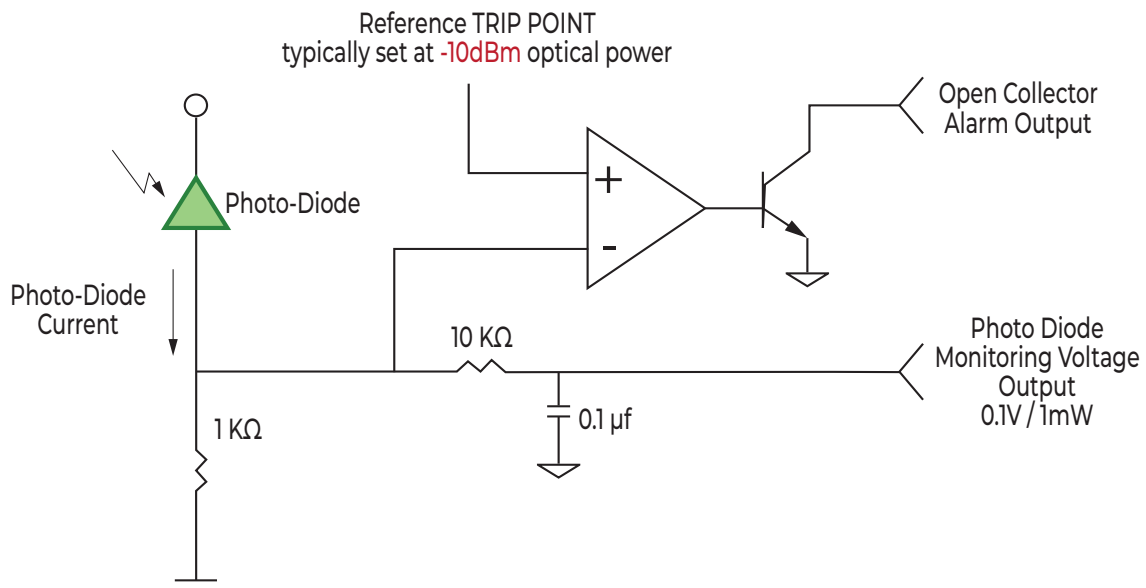 Reference TRIP POINT
typically set at -10dBm optical power
Open Collector
Alarm Output
+
-
Photo-Diode
Photo-Diode
Current
10 KΩ
Photo Diode
Monitoring Voltage
Output
0.1V / 1mW
0.1 µf
1 KΩ